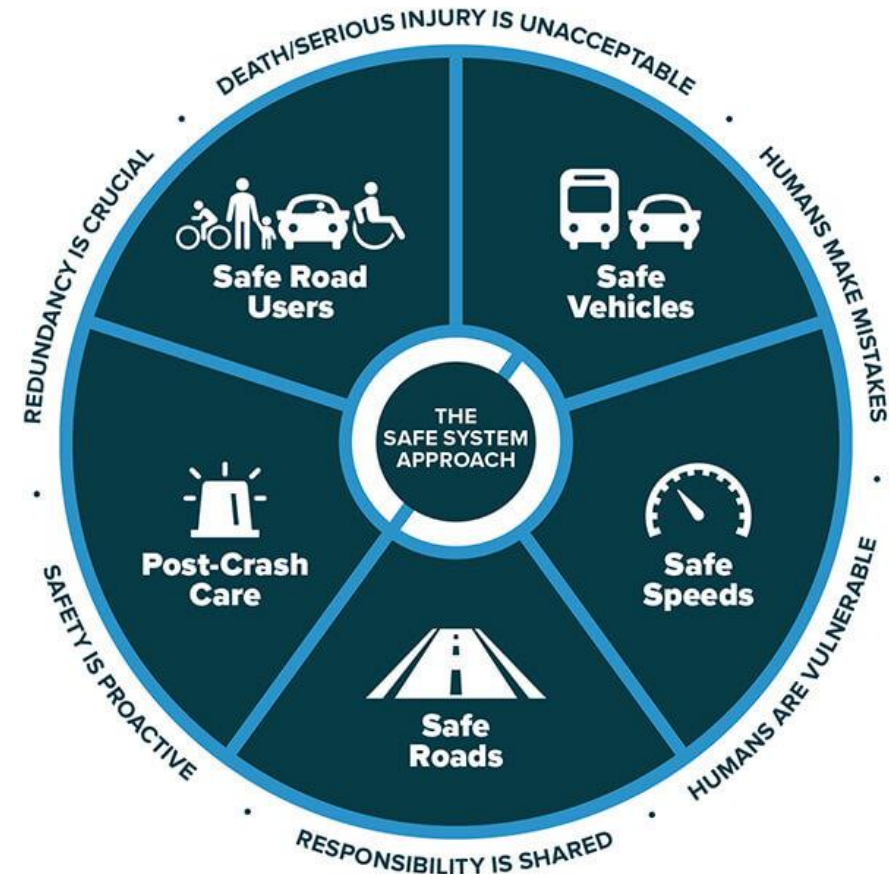 DEATH/SERIOUS INJURY IS UNACCEPTABLE
HUMANS MAKE MISTAKES
HUMANS ARE VULNERABLE
RESPONSIBILITY IS SHARED
SAFETY IS PROACTIVE
REDUNDANCY IS CRUCIAL
Safe Road
Users
Safe
Vehicles
Safe
Speeds
Safe
Roads
Post-Crash
Care
THE
SAFE SYSTEM
APPROACH